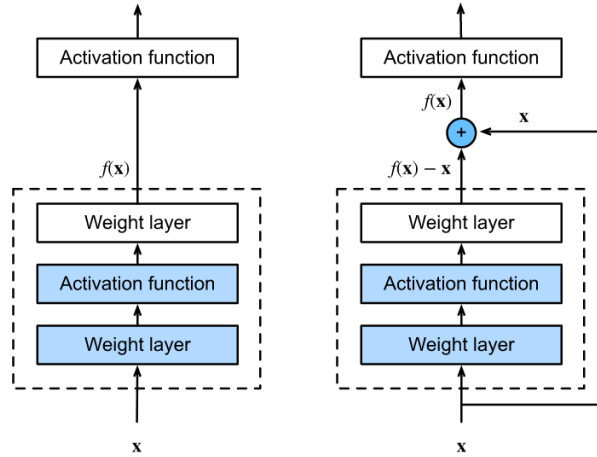 Activation function
f(x)
Weight layer
Activation function
Weight layer
x
Activation function
f(x)
x
+
f(x) − x
Weight layer
Activation function
Weight layer
x